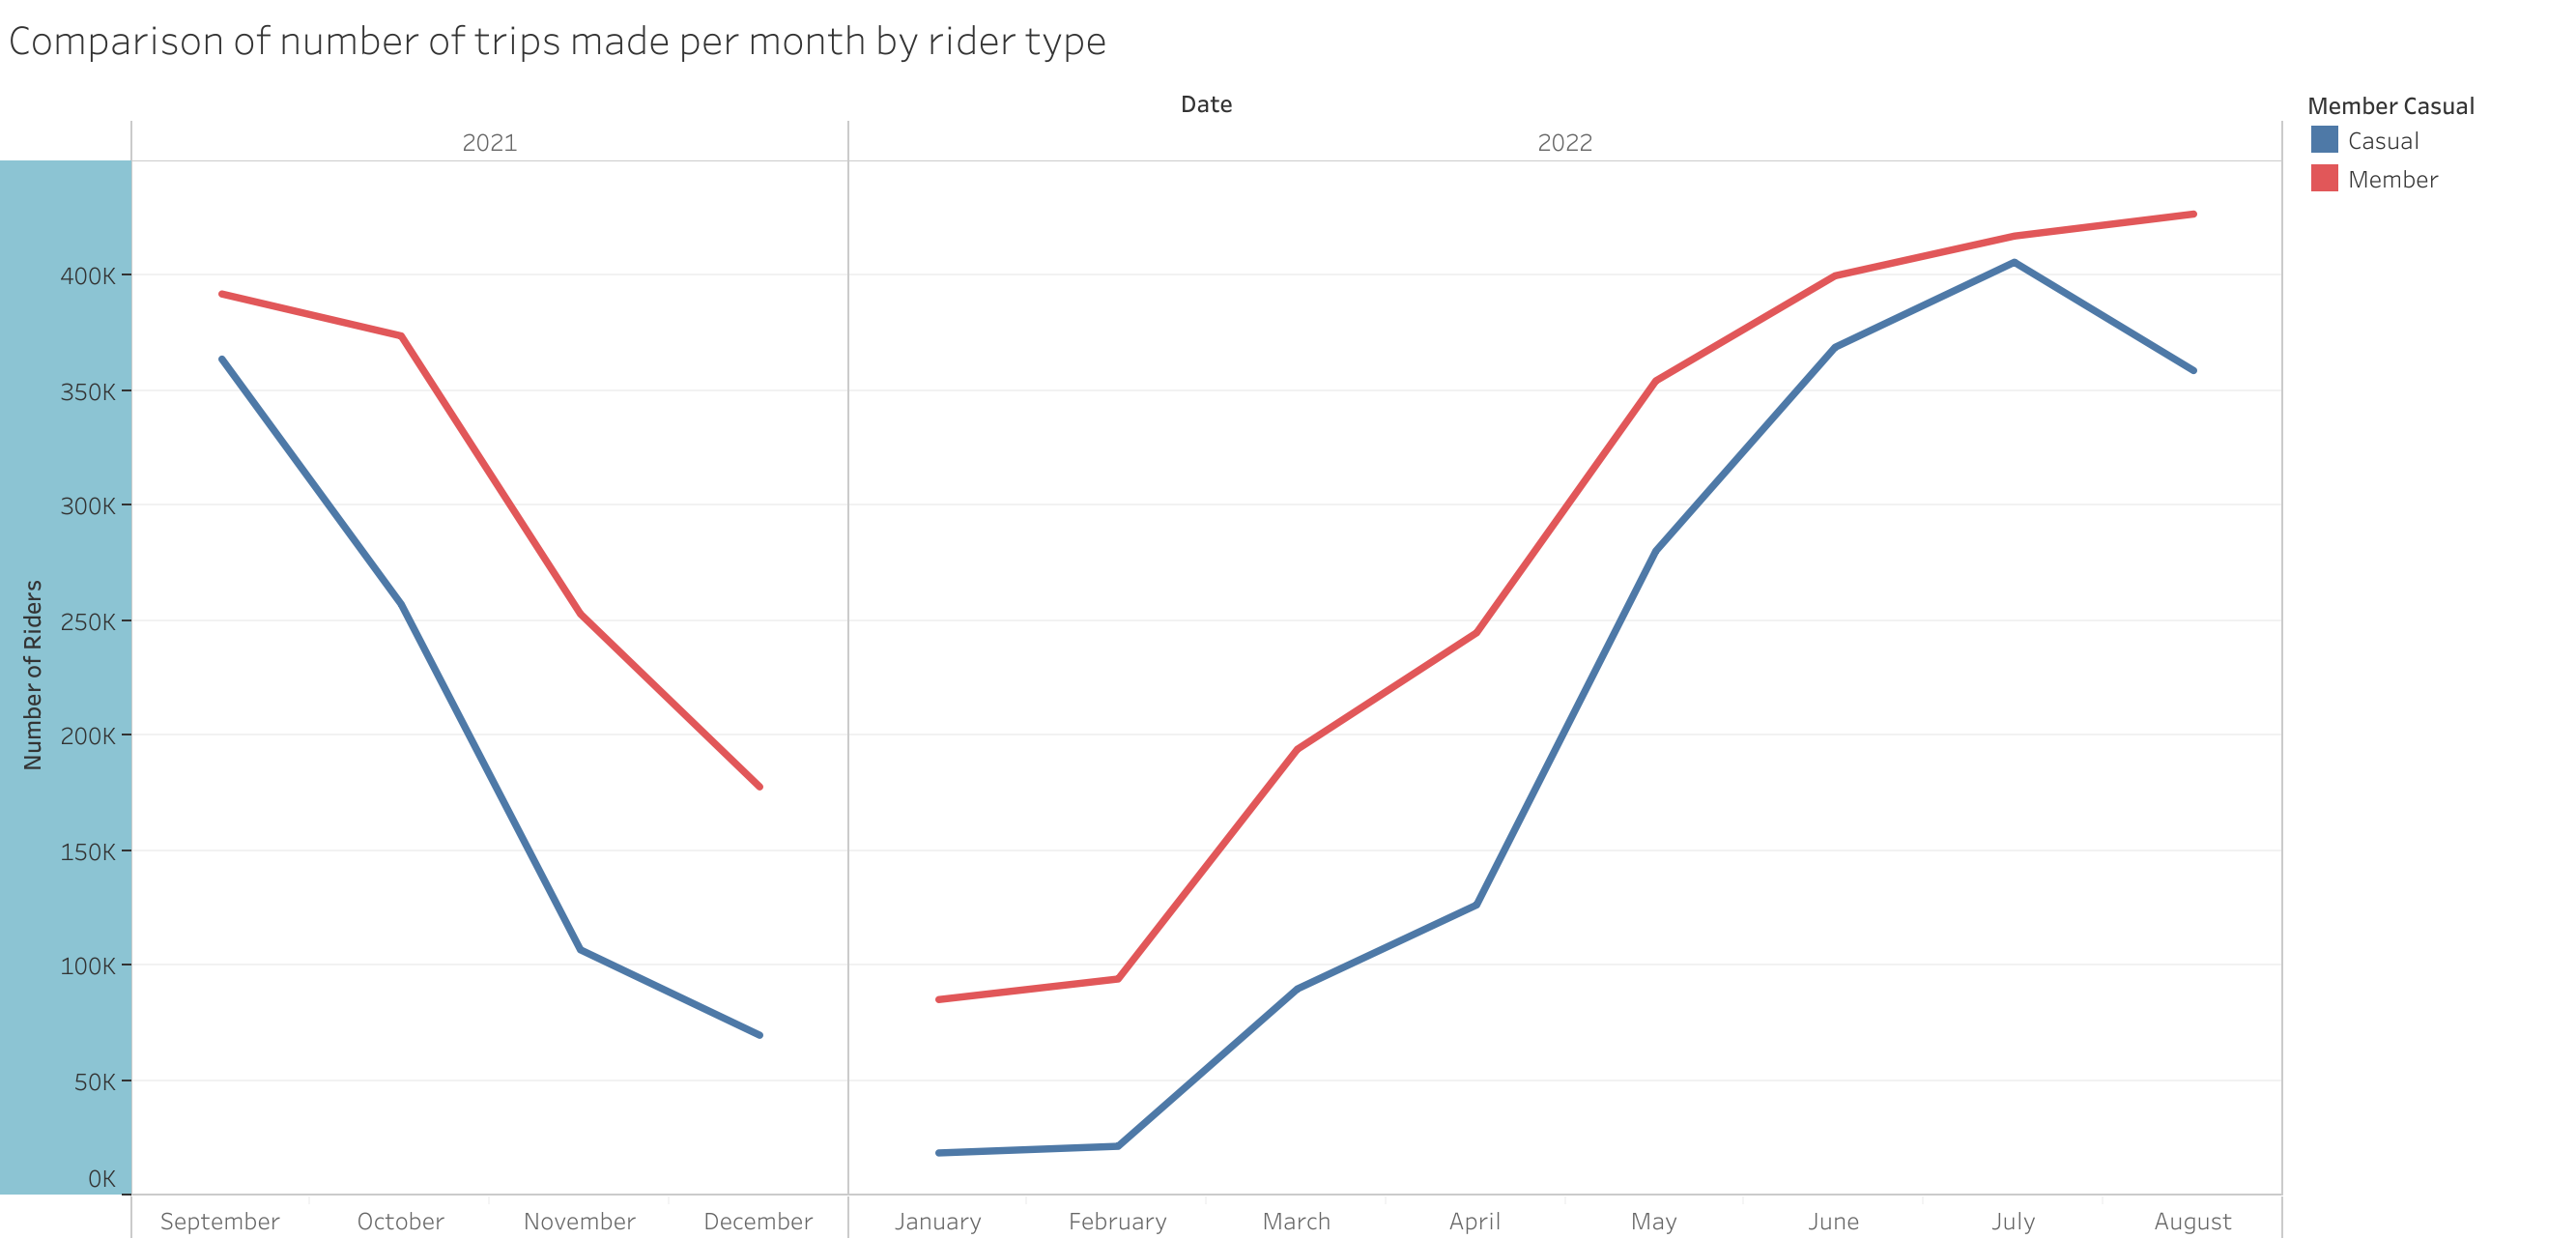 Comparison of number of trips made per month by rider type
Date
2021
2022
Member Casual
Casual
Member
Number of Riders
400K
350K
300K
250K
200K
150K
100K
50K
0K
September October November December January February March April May June July August